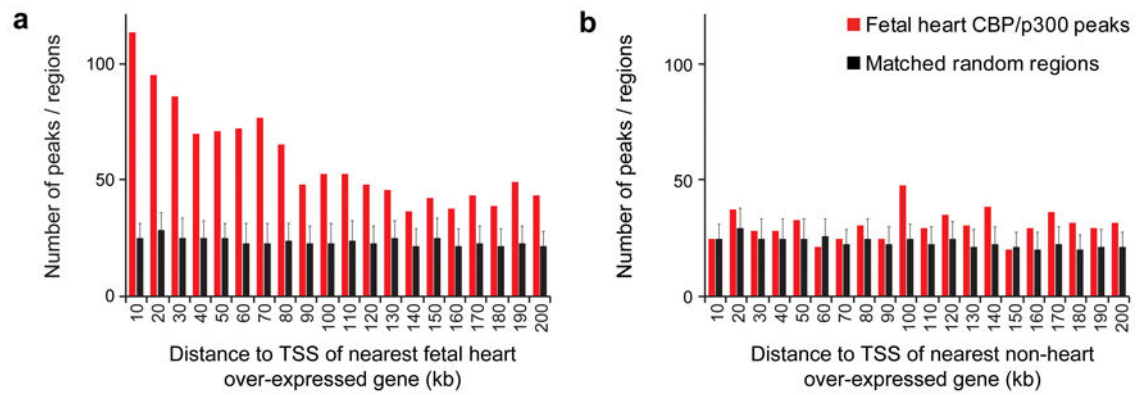 a
Number of peaks / regions
100
50
0
10 20 30 40 50 60 70 80 90 100 110 120 130 140 150 160 170 180 190 200
Distance to TSS of nearest fetal heart
over-expressed gene (kb)
b
Fetal heart CBP/p300 peaks
Matched random regions
Number of peaks / regions
100
50
0
10 20 30 40 50 60 70 80 90 100 110 120 130 140 150 160 170 180 190 200
Distance to TSS of nearest non-heart
over-expressed gene (kb)